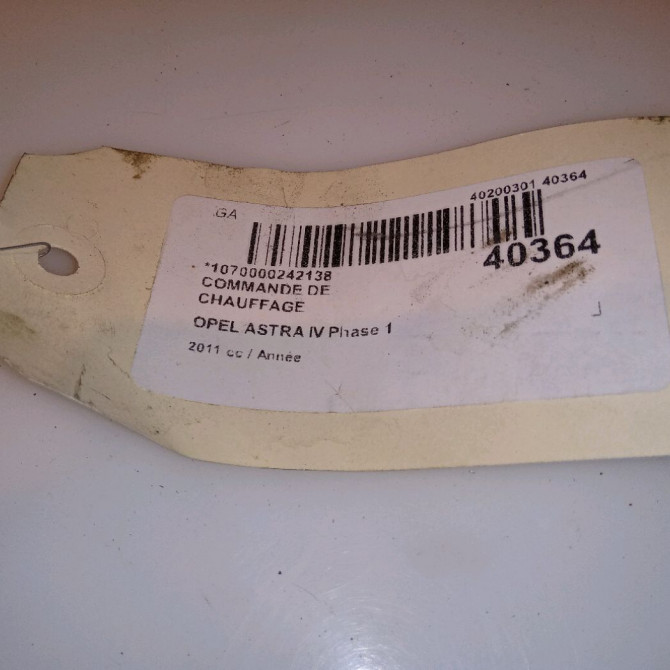 GA
40200301 40364
40364
*1070000242138
COMMANDE DE
CHAUFFAGE
OPEL ASTRA IV Phase 1
2011 cc / Année